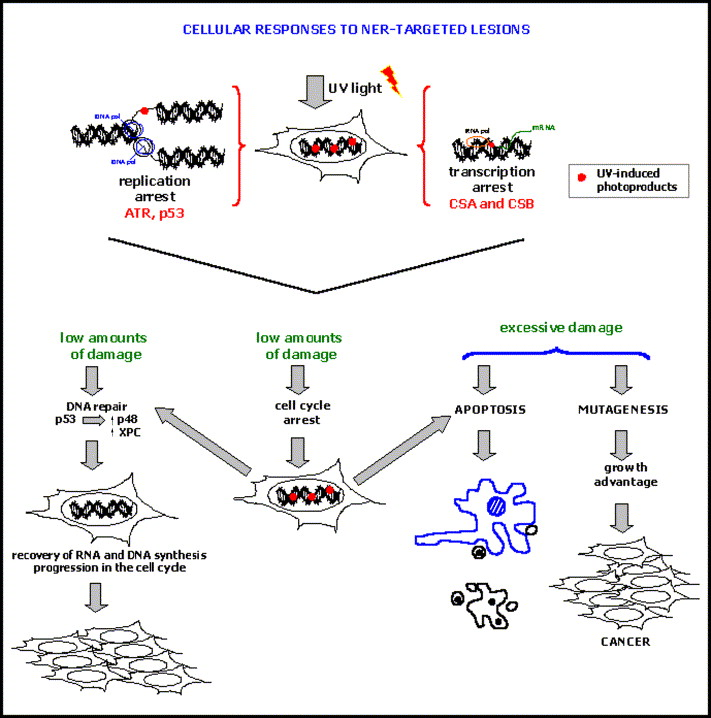 CELLULAR RESPONSES TO NER-TARGETED LESIONS
UV light
DNA pol
DNA pol
replication
arrest
ATR, p53
RNA pol
mRNA
transcription
arrest
CSA and CSB
UV-induced
photoproducts
low amounts
of damage
low amounts
of damage
excessive damage
DNA repair
p53 ↑ p48
↑ XPC
cell cycle
arrest
APOPTOSIS
MUTAGENESIS
growth
advantage
recovery of RNA and DNA synthesis
progression in the cell cycle
CANCER